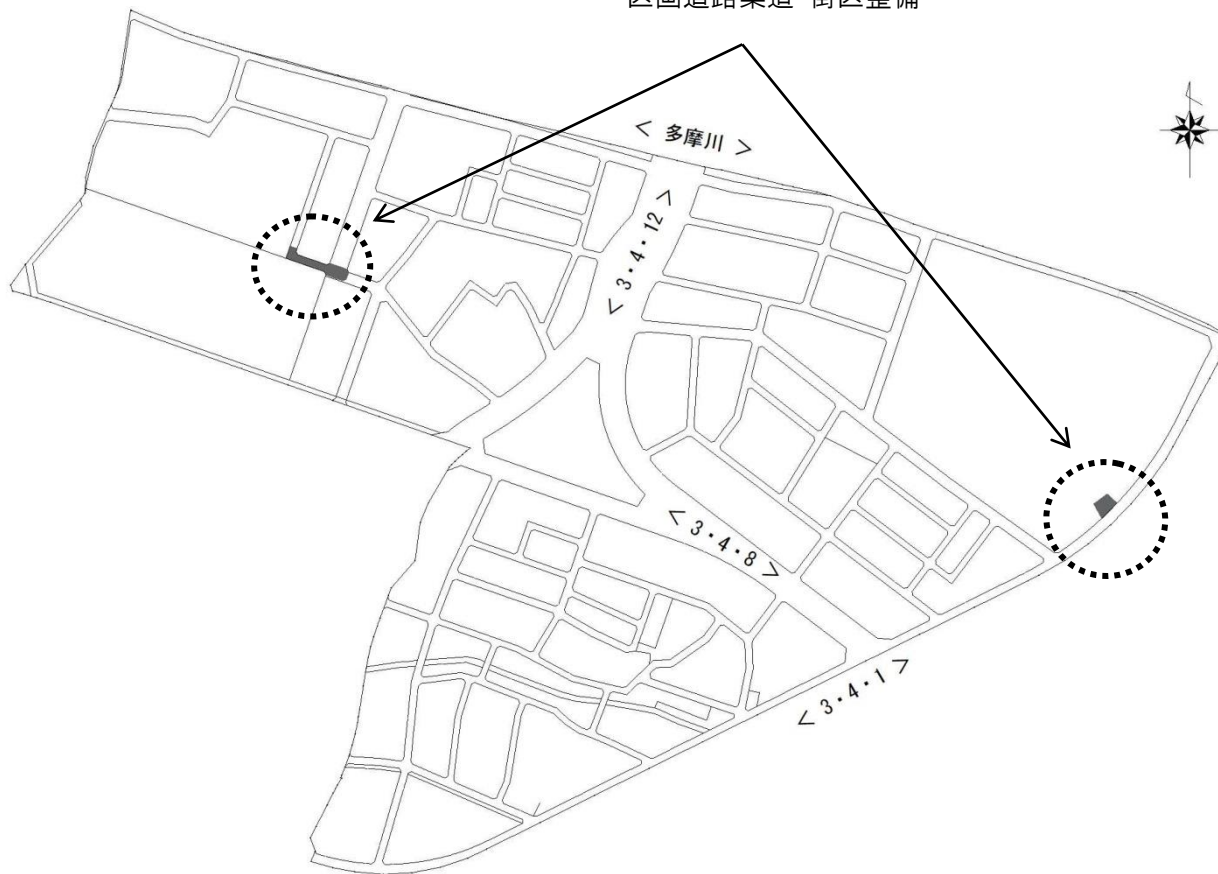 区画道路築造 街区整備
< 多摩川 >
< 3・4・12 >
< 3・4・8 >
< 3・4・1 >